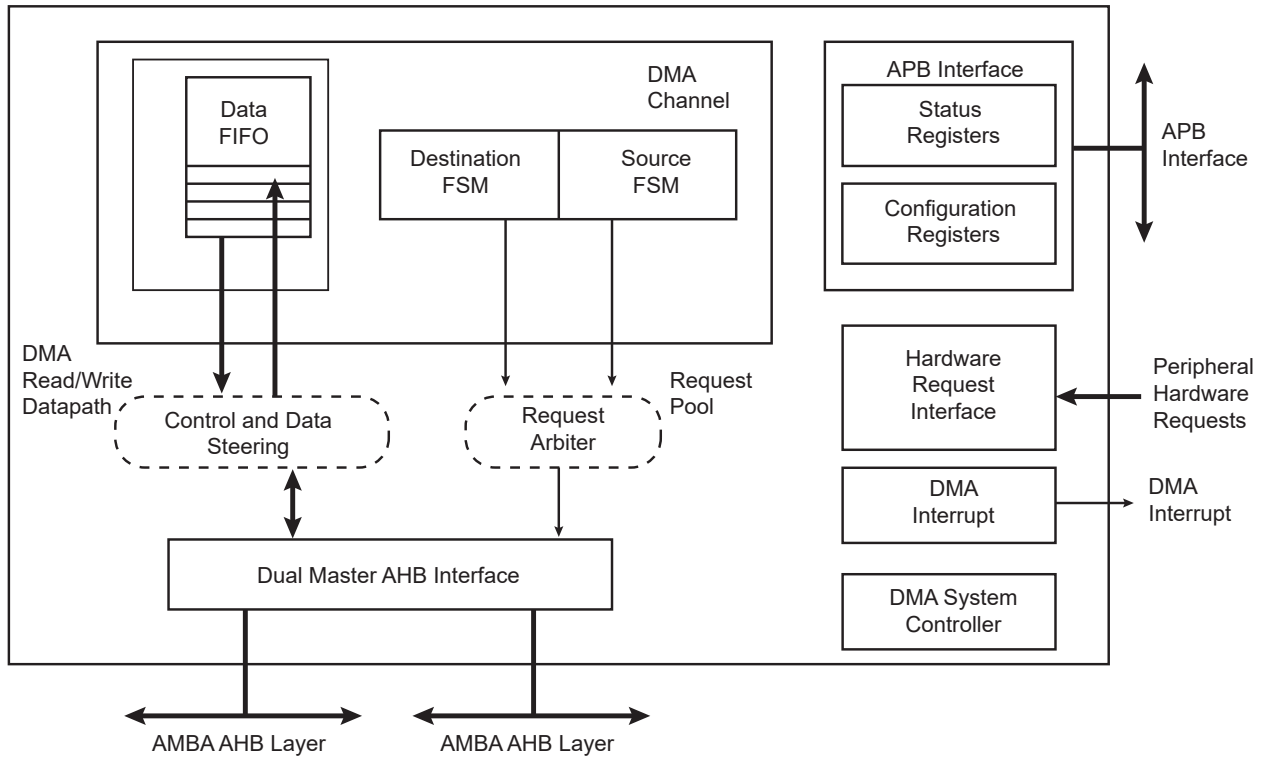 DMA
Channel
Data
FIFO
Destination
FSM
Source
FSM
APB Interface
Status
Registers
Configuration
Registers
APB
Interface
DMA
Read/Write
Datapath
Control and Data
Steering
Request
Arbiter
Request
Pool
Hardware
Request
Interface
Peripheral
Hardware
Requests
DMA
Interrupt
DMA
Interrupt
Dual Master AHB Interface
DMA System
Controller
AMBA AHB Layer
AMBA AHB Layer